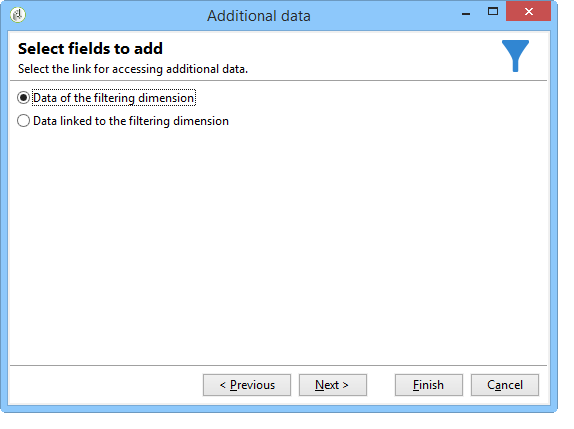 Additional data
Select fields to add
Select the link for accessing additional data.
Data of the filtering dimension
Data linked to the filtering dimension
< Previous
Next >
Finish
Cancel